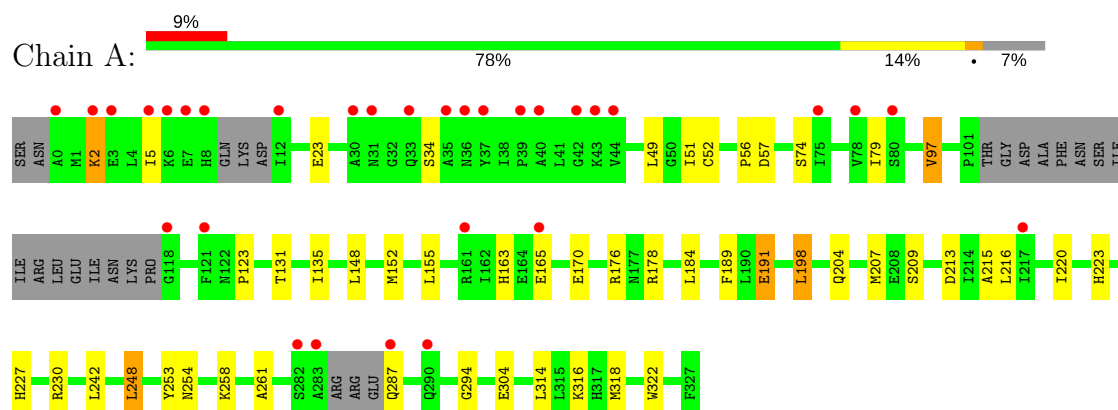 9%
Chain A:
78% 14% • 7%
SER ASN A0 M1 K2 E3 L4 I5 K6 E7 H8 GLN LYS ASP I12 E23 A30 N31 G32 Q33 S34 A35 N36 Y37 I38 P39 A40 L41 G42 K43 V44 L49 G50 I51 C52 P56 D57 S74 I75 V78 I79 S80 V97 P101 THR GLY ASP ALA PHE ASN SER ILE
ILE ARG LEU GLU ILE ASN LYS PRO G118 F121 N122 P123 T131 I135 L148 M152 L155 R161 I162 H163 E164 E165 E170 R176 N177 R178 L184 F189 L190 E191 L198 Q204 M207 E208 S209 D213 I214 A215 L216 I217 I220 H223
H227 R230 L242 L248 Y253 N254 K258 A261 S282 A283 ARG ARG GLU Q287 Q290 G294 E304 L314 L315 K316 H317 M318 W322 F327